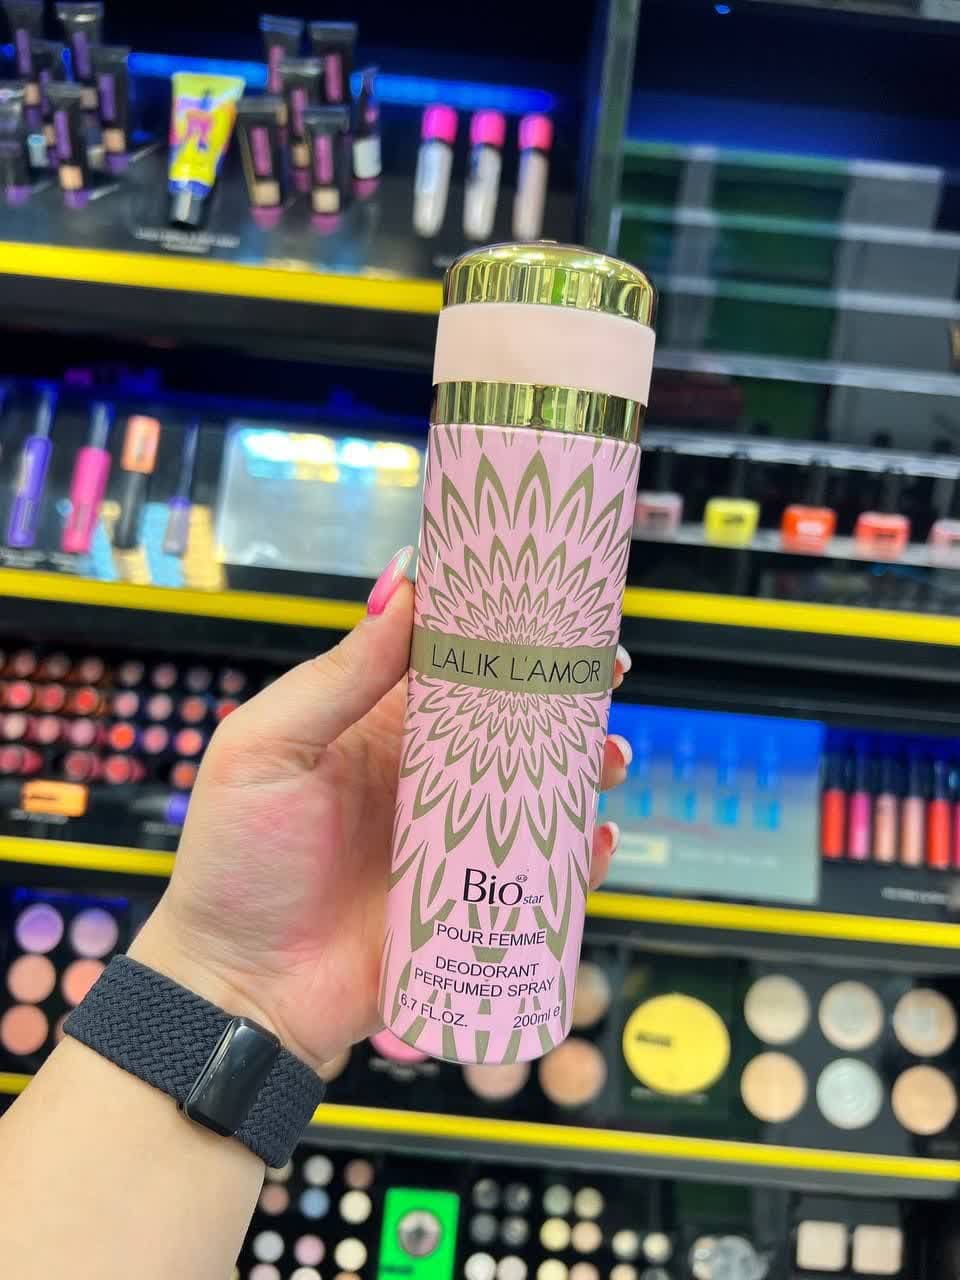 LALIK L'AMOR
Bio star
POUR FEMME
DEODORANT
PERFUMED SPRAY
6.7 FL.OZ. 200ml e